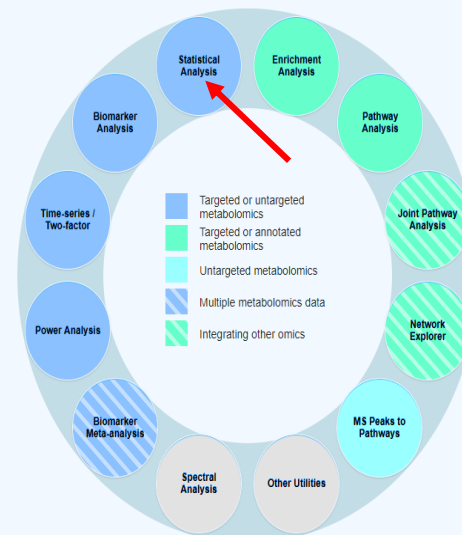 Statistical
Analysis
Enrichment
Analysis
Biomarker
Analysis
Pathway
Analysis
Time-series /
Two-factor
Joint Pathway
Analysis
Power Analysis
Network
Explorer
Biomarker
Meta-analysis
MS Peaks to
Pathways
Spectral
Analysis
Other Utilities
Targeted or untargeted
metabolomics
Targeted or annotated
metabolomics
Untargeted metabolomics
Multiple metabolomics data
Integrating other omics